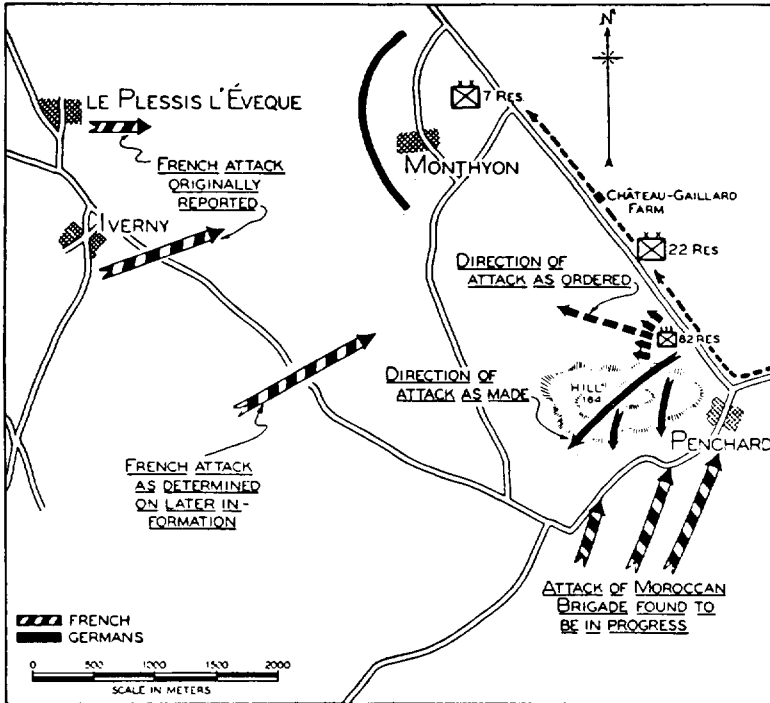 N
LE PLESSIS L'ÉVEQUE
7 RES.
FRENCH ATTACK
ORIGINALLY
REPORTED
MONTHYON
CHÂTEAU-GAILLARD
FARM
IVERNY
22 RES
DIRECTION OF
ATTACK AS ORDERED
82 RES
DIRECTION OF
ATTACK AS MADE
HILL
164
PENCHARD
FRENCH ATTACK
AS DETERMINED
ON LATER IN-
FORMATION
ATTACK OF MOROCCAN
BRIGADE FOUND TO
BE IN PROGRESS
FRENCH
GERMANS
0 500 1000 1500 2000
SCALE IN METERS